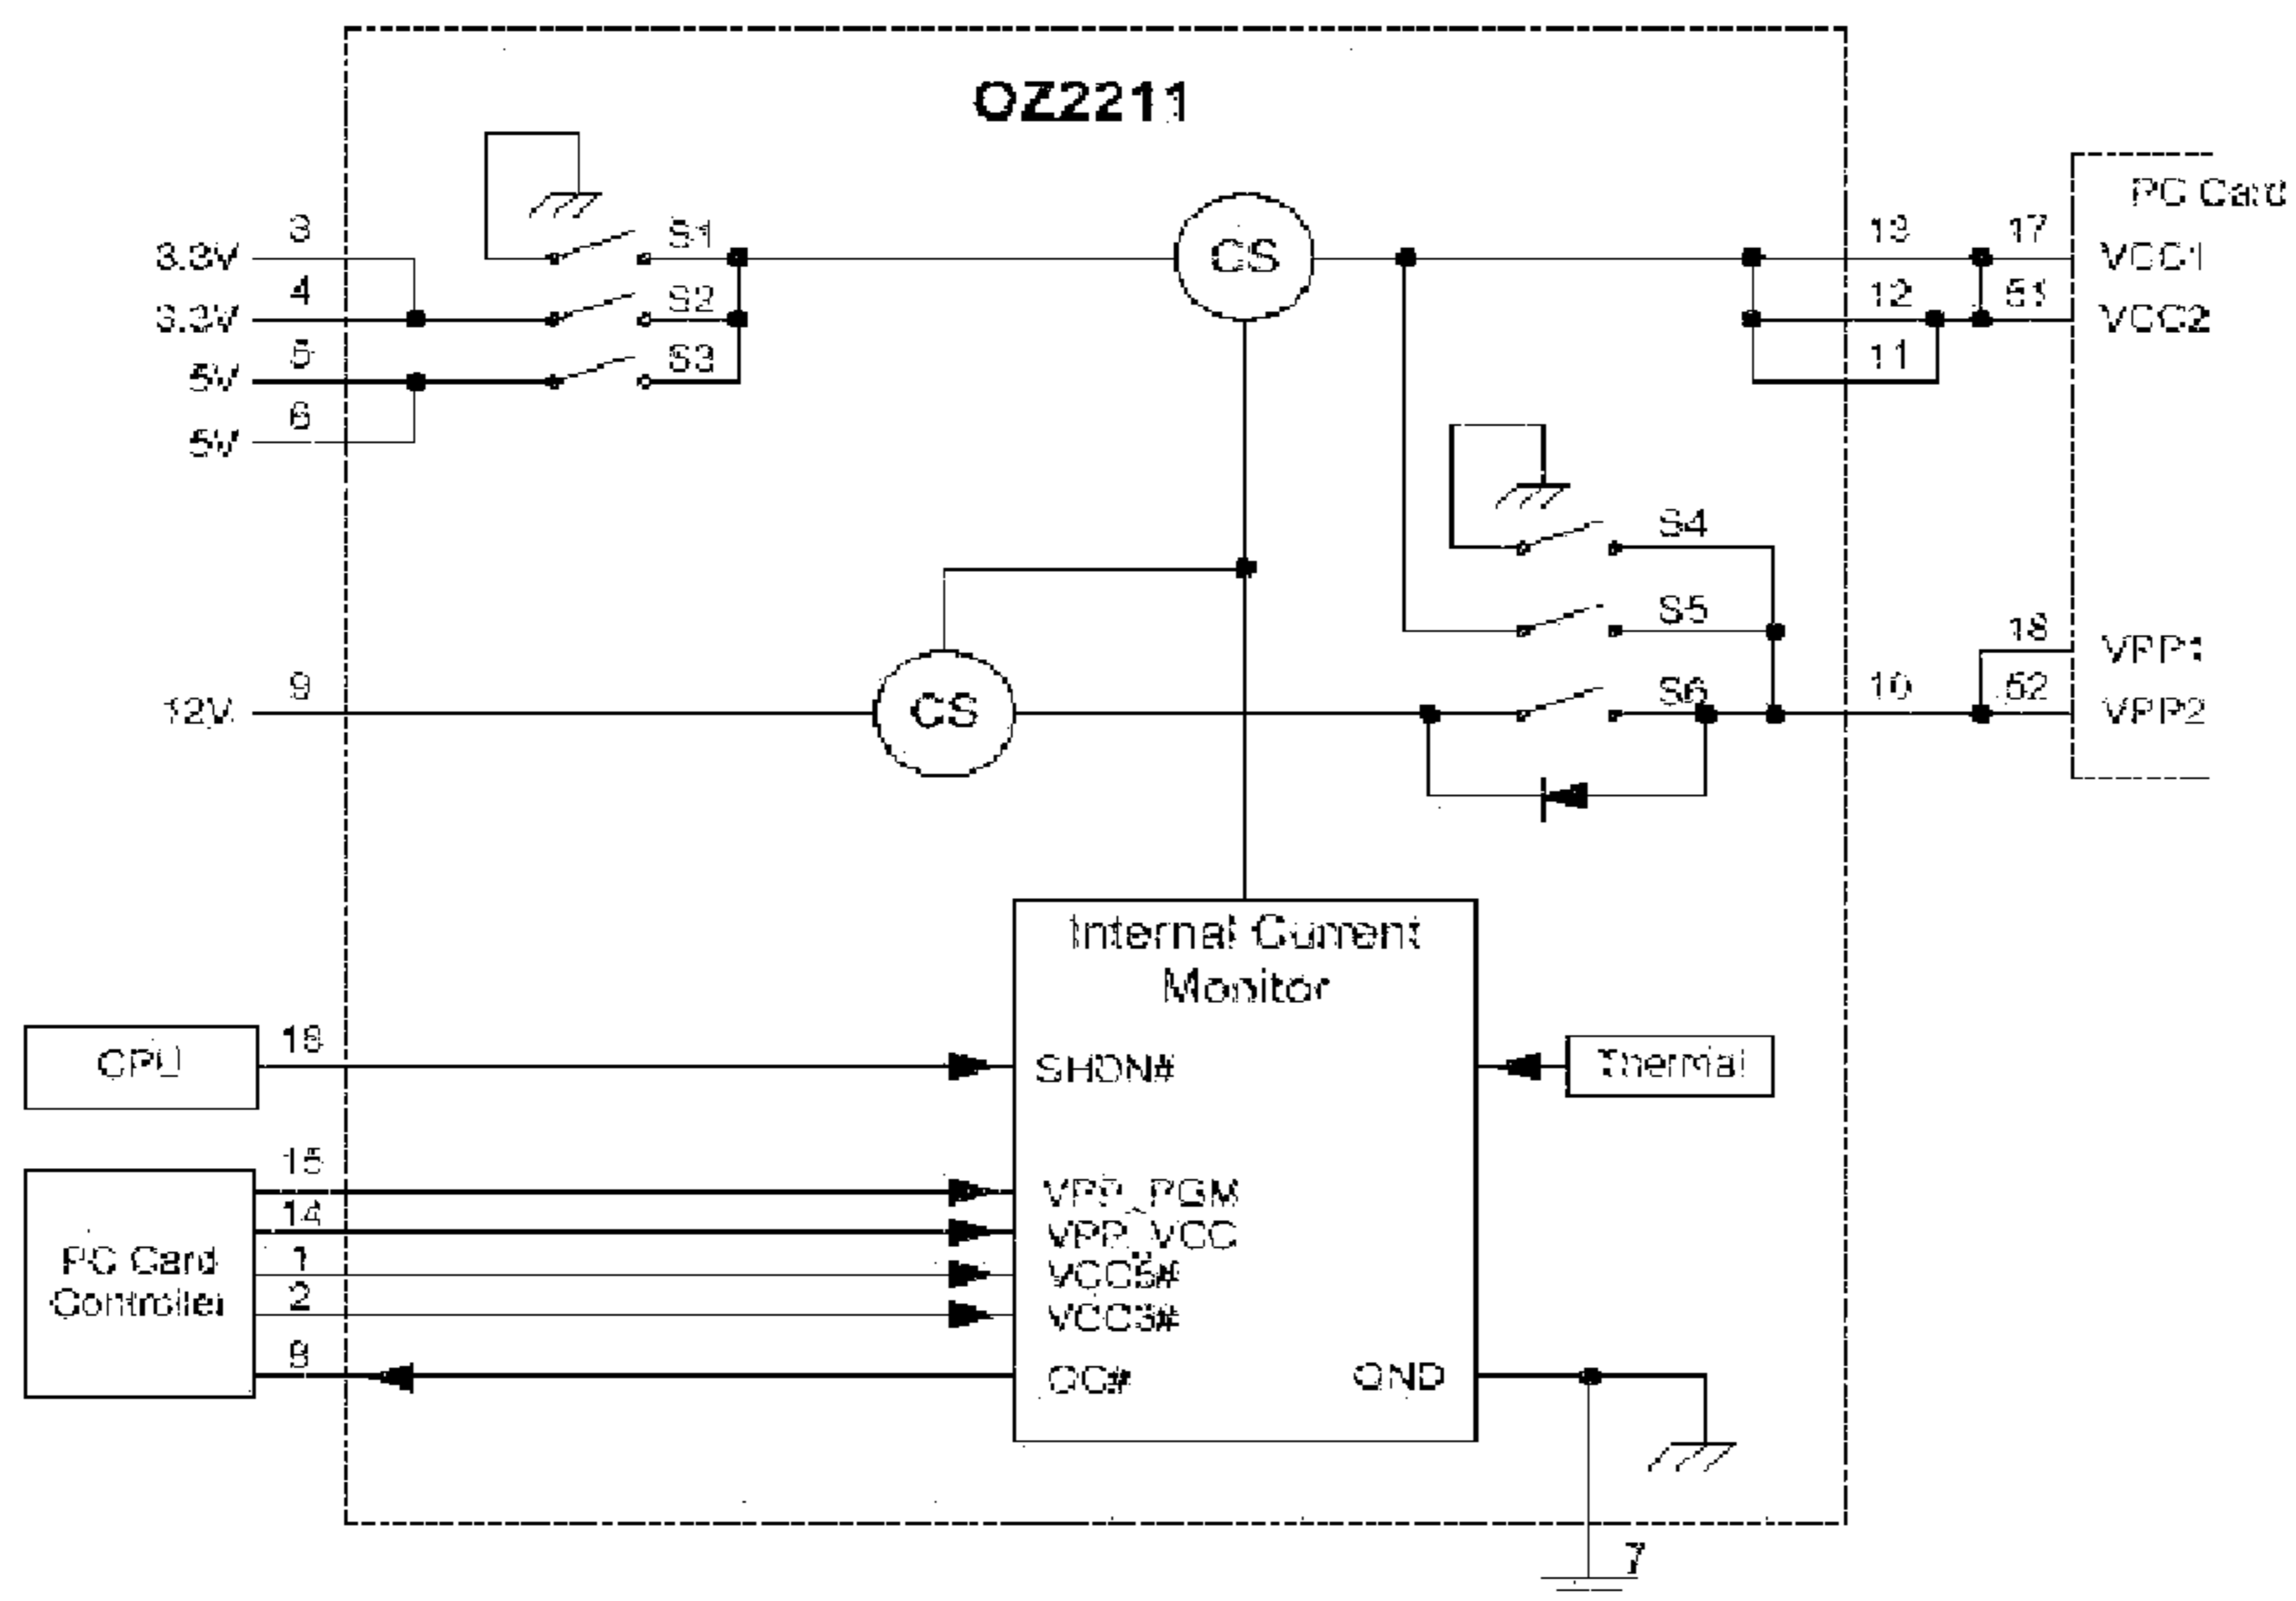 OZ2211
PC Card
3
S1
13
17
3.3V
CS
VCC1
4
S2
12
51
3.3V
VCC2
5
S3
11
5V
6
5V
S4
S5
18
VPP1
9
S6
10
52
12V
CS
VPP2
Internal Current
Monitor
CPU
SHDN#
Thermal
15
VPP_PGM
14
VPP_VCC
PC Card
Controller
1
VCC5#
2
VCC3#
8
OC#
GND
7